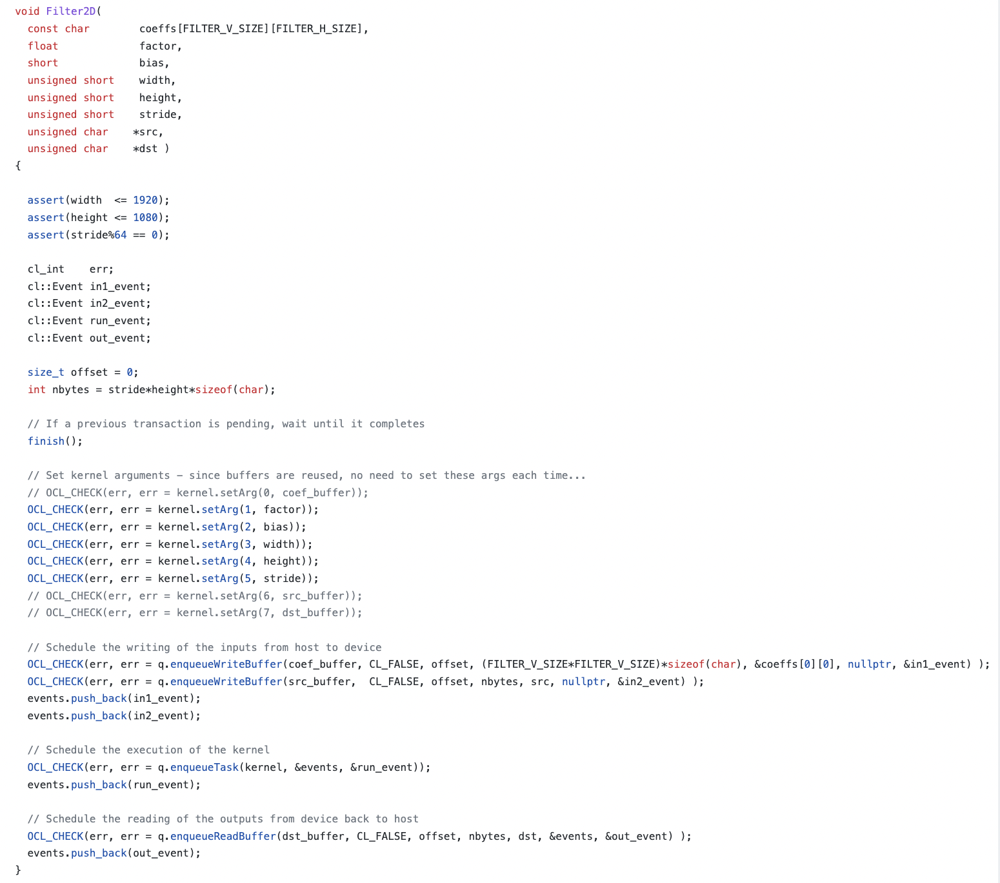 void Filter2D(
  const char        coeffs[FILTER_V_SIZE][FILTER_H_SIZE],
  float             factor,
  short             bias,
  unsigned short    width,
  unsigned short    height,
  unsigned short    stride,
  unsigned char    *src,
  unsigned char    *dst )
{
  assert(width  <= 1920);
  assert(height <= 1080);
  assert(stride%64 == 0);
  cl_int    err;
  cl::Event in1_event;
  cl::Event in2_event;
  cl::Event run_event;
  cl::Event out_event;
  size_t offset = 0;
  int nbytes = stride*height*sizeof(char);
  // If a previous transaction is pending, wait until it completes
  finish();
  // Set kernel arguments – since buffers are reused, no need to set these args each time...
  // OCL_CHECK(err, err = kernel.setArg(0, coef_buffer));
  OCL_CHECK(err, err = kernel.setArg(1, factor));
  OCL_CHECK(err, err = kernel.setArg(2, bias));
  OCL_CHECK(err, err = kernel.setArg(3, width));
  OCL_CHECK(err, err = kernel.setArg(4, height));
  OCL_CHECK(err, err = kernel.setArg(5, stride));
  // OCL_CHECK(err, err = kernel.setArg(6, src_buffer));
  // OCL_CHECK(err, err = kernel.setArg(7, dst_buffer));
  // Schedule the writing of the inputs from host to device
  OCL_CHECK(err, err = q.enqueueWriteBuffer(coef_buffer, CL_FALSE, offset, (FILTER_V_SIZE*FILTER_V_SIZE)*sizeof(char), &coeffs[0][0], nullptr, &in1_event) );
  OCL_CHECK(err, err = q.enqueueWriteBuffer(src_buffer,  CL_FALSE, offset, nbytes, src, nullptr, &in2_event) );
  events.push_back(in1_event);
  events.push_back(in2_event);
  // Schedule the execution of the kernel
  OCL_CHECK(err, err = q.enqueueTask(kernel, &events, &run_event));
  events.push_back(run_event);
  // Schedule the reading of the outputs from device back to host
  OCL_CHECK(err, err = q.enqueueReadBuffer(dst_buffer, CL_FALSE, offset, nbytes, dst, &events, &out_event) );
  events.push_back(out_event);
}